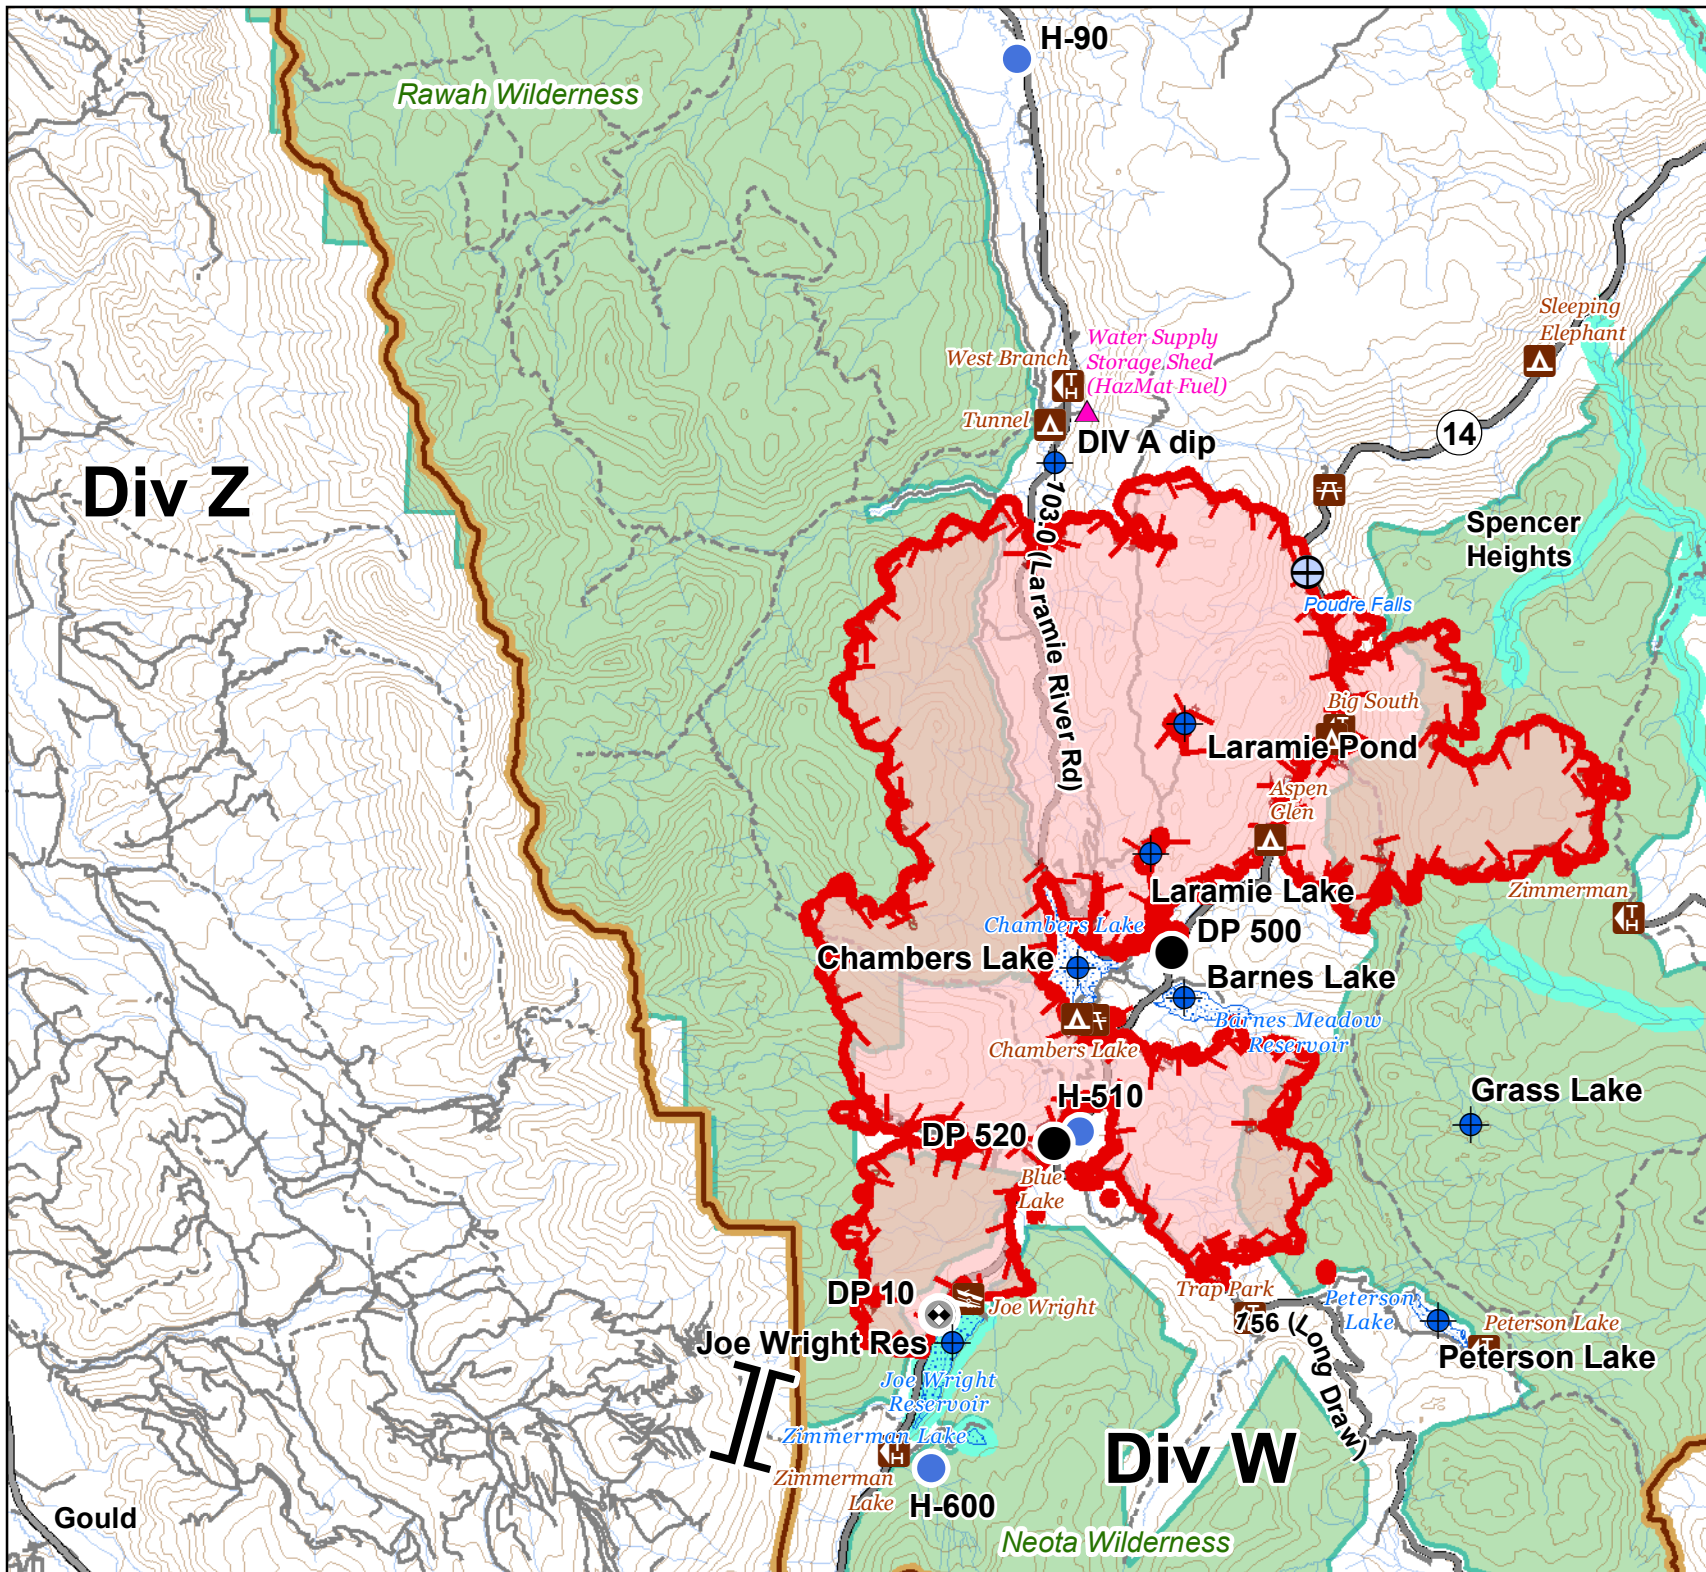 H-90
Rawah Wilderness
Sleeping
Elephant
Water Supply
Storage Shed
(HazMat Fuel)
West Branch
TH
Tunnel
14
DIV A dip
Div Z
103.0 (Laramie River Rd)
Spencer
Heights
Poudre Falls
Big South
Laramie Pond
Aspen
Glen
Laramie Lake
Zimmerman
TH
Chambers Lake
DP 500
Chambers Lake
Barnes Lake
Barnes Meadow
Reservoir
Chambers Lake
Grass Lake
H-510
DP 520
Blue
Lake
DP 10
Joe Wright
Trap Park
Peterson
Lake
156 (Long Draw)
Peterson Lake
Joe Wright Res
Peterson Lake
Joe Wright
Reservoir
Zimmerman Lake
Div W
Zimmerman
Lake
H-600
Gould
Neota Wilderness